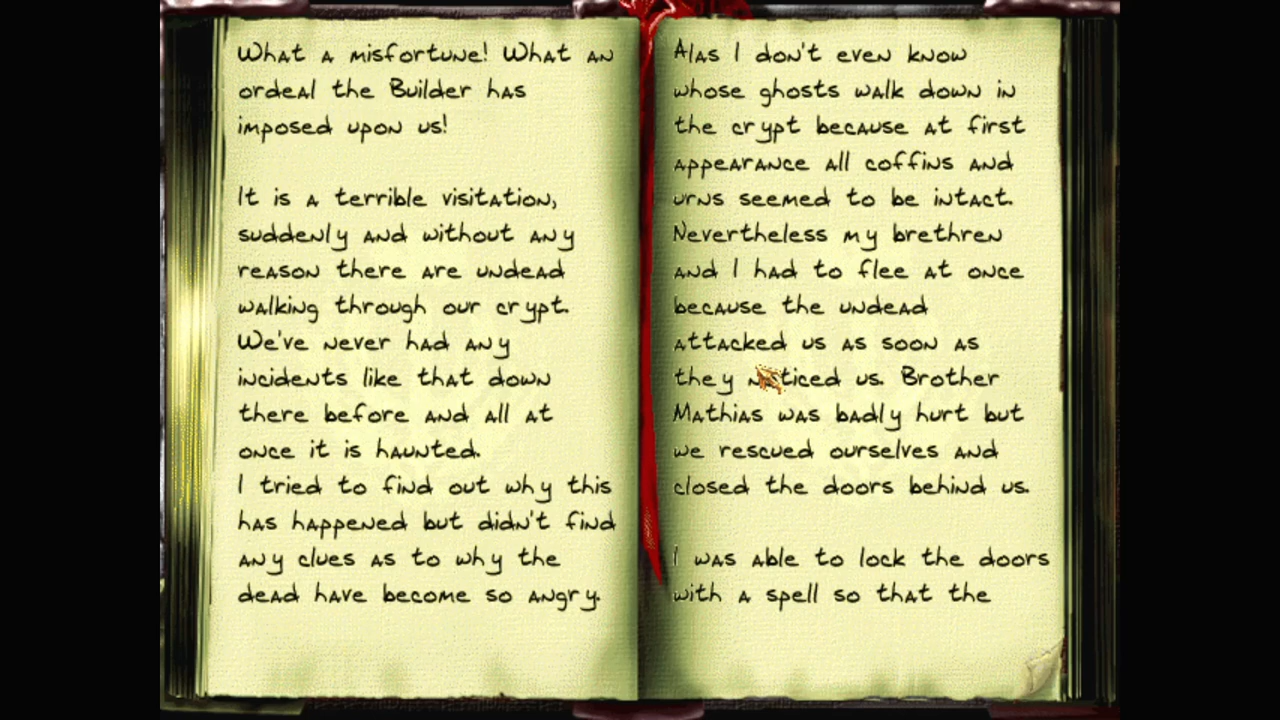 What a misfortune! What an
ordeal the Builder has
imposed upon us!
It is a terrible visitation,
suddenly and without any
reason there are undead
walking through our crypt.
We've never had any
incidents like that down
there before and all at
once it is haunted.
I tried to find out why this
has happened but didn't find
any clues as to why the
dead have become so angry.
Alas I don't even know
whose ghosts walk down in
the crypt because at first
appearance all coffins and
urns seemed to be intact.
Nevertheless my brethren
and I had to flee at once
because the undead
attacked us as soon as
they noticed us. Brother
Mathias was badly hurt but
we rescued ourselves and
closed the doors behind us.
I was able to lock the doors
with a spell so that the